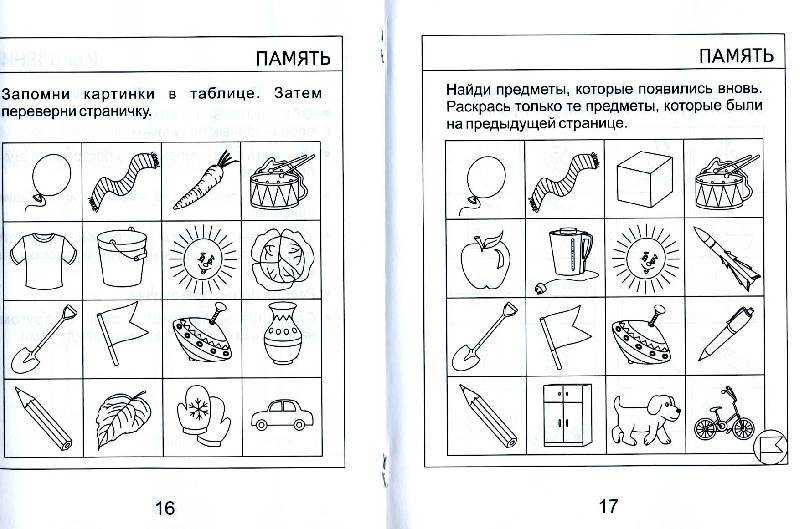 ПАМЯТЬ
Запомни картинки в таблице. Затем
переверни страничку.
16
ПАМЯТЬ
Найди предметы, которые появились вновь.
Раскрась только те предметы, которые были
на предыдущей странице.
17